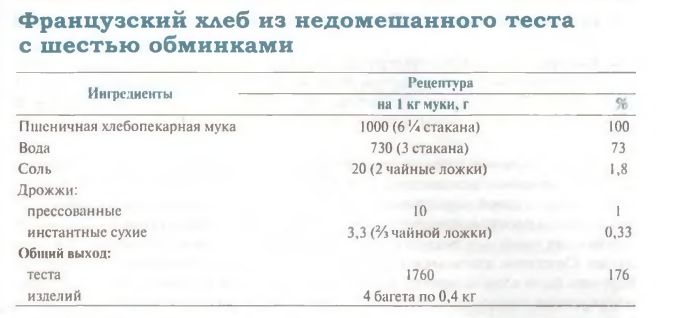 Французский хлеб из недомешанного теста
с шестью обминками
Ингредиенты
Рецептура
на 1 кг муки, г
%
Пшеничная хлебопекарная мука 1000 (6 ¼ стакана) 100
Вода 730 (3 стакана) 73
Соль 20 (2 чайные ложки) 1,8
Дрожжи:
прессованные 10 1
инстантные сухие 3,3 (⅔ чайной ложки) 0,33
Общий выход:
теста 1760 176
изделий 4 багета по 0,4 кг